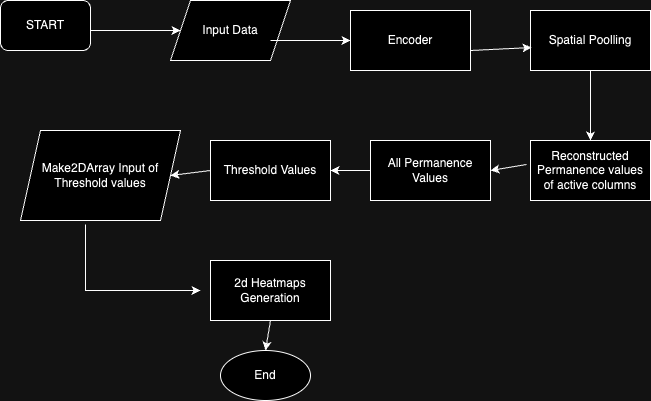 START
Input Data
Encoder
Spatial Poolling
Make2DArray Input of
Threshold values
Threshold Values
All Permanence
Values
Reconstructed
Permanence values
of active columns
2d Heatmaps
Generation
End